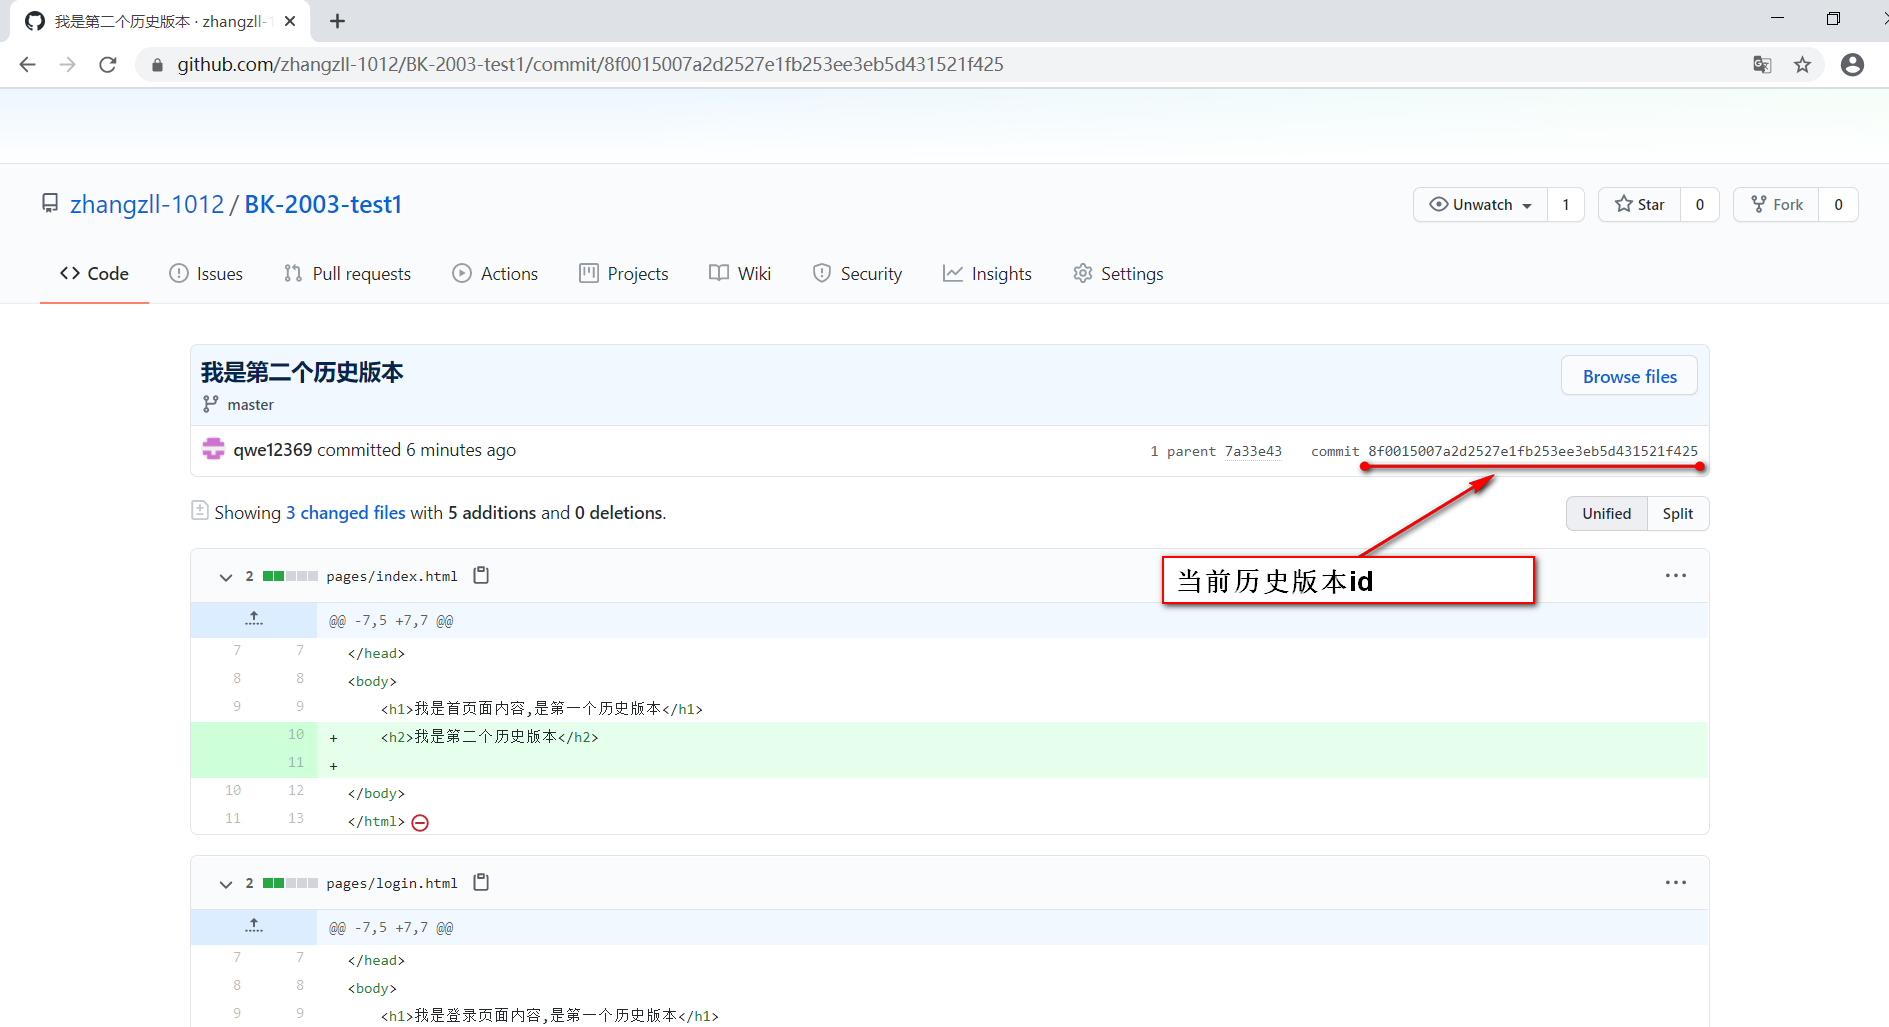 我是第二个历史版本 · zhangzll-1
github.com/zhangzll-1012/BK-2003-test1/commit/8f0015007a2d2527e1fb253ee3eb5d431521f425
zhangzll-1012 / BK-2003-test1
Unwatch 1 Star 0 Fork 0
Code Issues Pull requests Actions Projects Wiki Security Insights Settings
我是第二个历史版本
Browse files
master
qwe12369 committed 6 minutes ago
1 parent 7a33e43 commit 8f0015007a2d2527e1fb253ee3eb5d431521f425
Showing 3 changed files with 5 additions and 0 deletions.
Unified Split
当前历史版本id
2 pages/index.html
@@ -7,5 +7,7 @@
7 7 </head>
8 8 <body>
9 9 <h1>我是首页面内容,是第一个历史版本</h1>
10 + <h2>我是第二个历史版本</h2>
11 +
10 12 </body>
11 13 </html>
2 pages/login.html
@@ -7,5 +7,7 @@
7 7 </head>
8 8 <body>
9 9 <h1>我是登录页面内容,是第一个历史版本</h1>